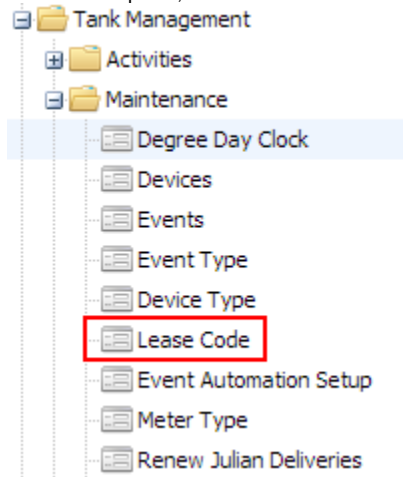 Tank Management
Activities
Maintenance
Degree Day Clock
Devices
Events
Event Type
Device Type
Lease Code
Event Automation Setup
Meter Type
Renew Julian Deliveries